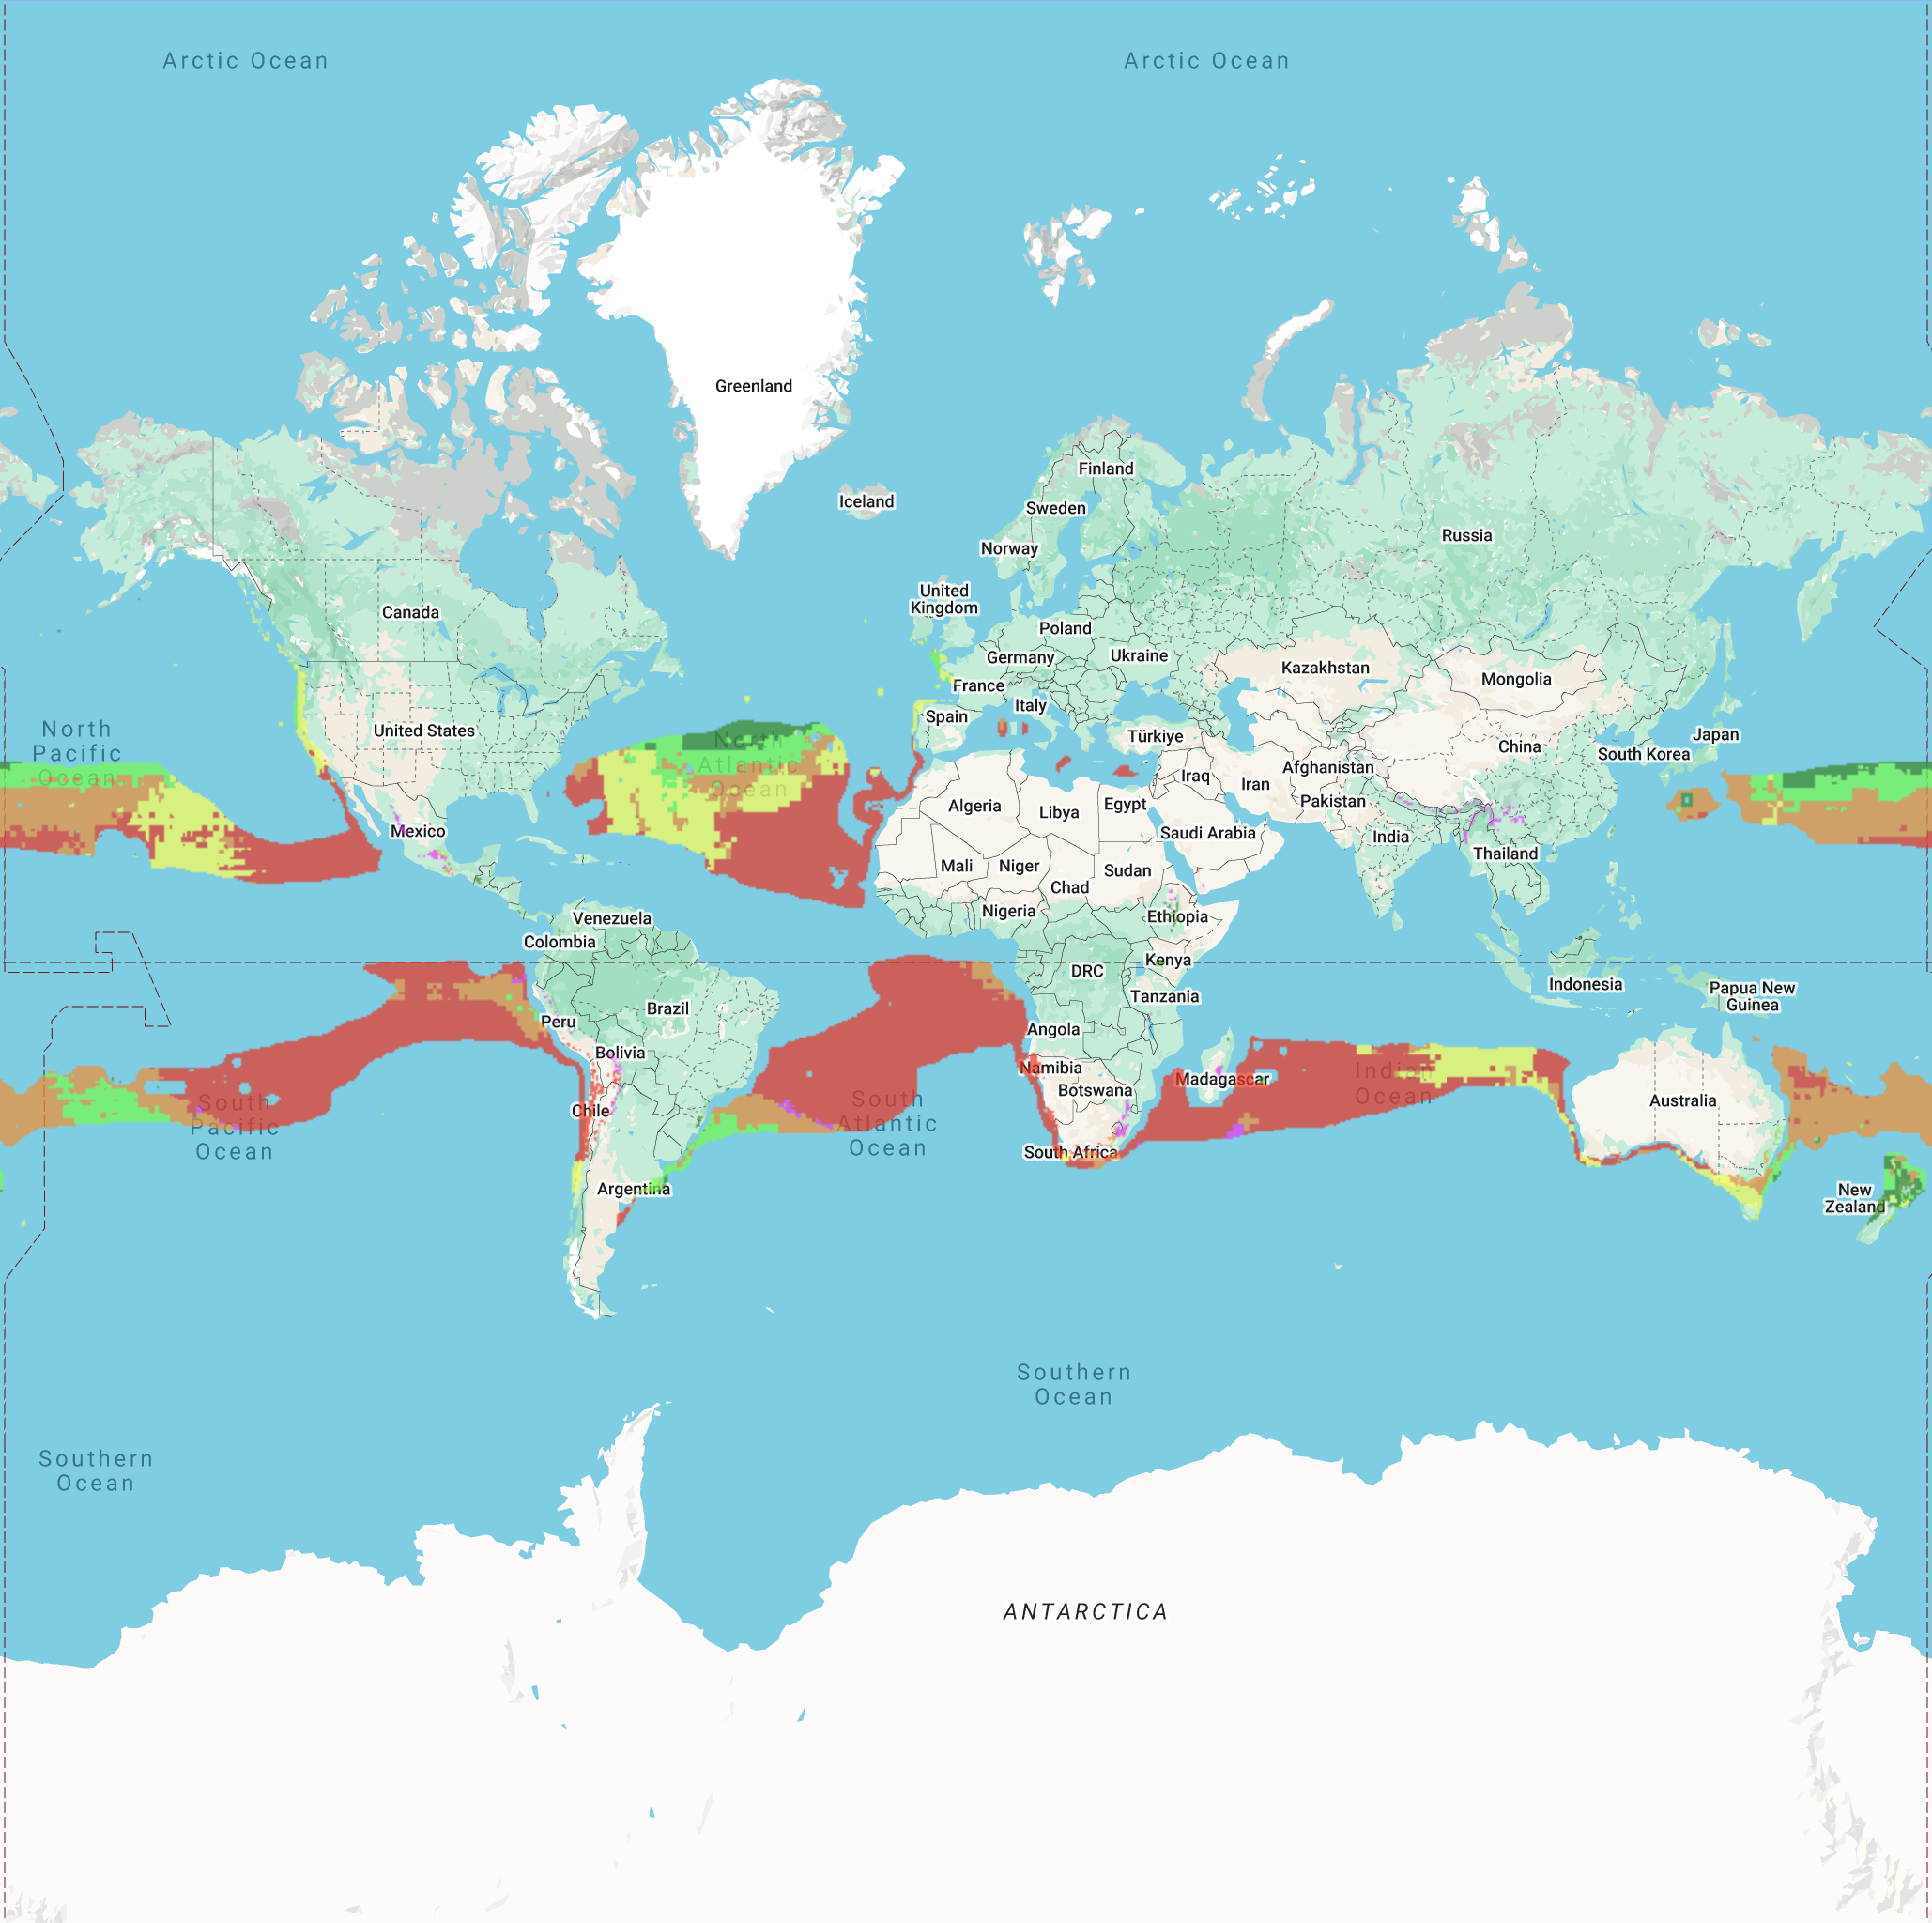 Arctic Ocean
Arctic Ocean
Greenland
Finland
Iceland
Sweden
Russia
Norway
United
Kingdom
Canada
Poland
Germany
Ukraine
Kazakhstan
Mongolia
France
Italy
Spain
North
Pacific
Ocean
United States
North
Atlantic
Ocean
Türkiye
China
Japan
South Korea
Iraq
Iran
Afghanistan
Pakistan
Algeria
Libya
Egypt
Saudi Arabia
India
Mexico
Thailand
Mali
Niger
Chad
Sudan
Nigeria
Ethiopia
Venezuela
Colombia
Kenya
DRC
Indonesia
Papua New
Guinea
Tanzania
Brazil
Peru
Angola
Bolivia
Namibia
Madagascar
Indian
Ocean
Botswana
Australia
Chile
South
Pacific
Ocean
South
Atlantic
Ocean
South Africa
Argentina
New
Zealand
Southern
Ocean
Southern
Ocean
ANTARCTICA